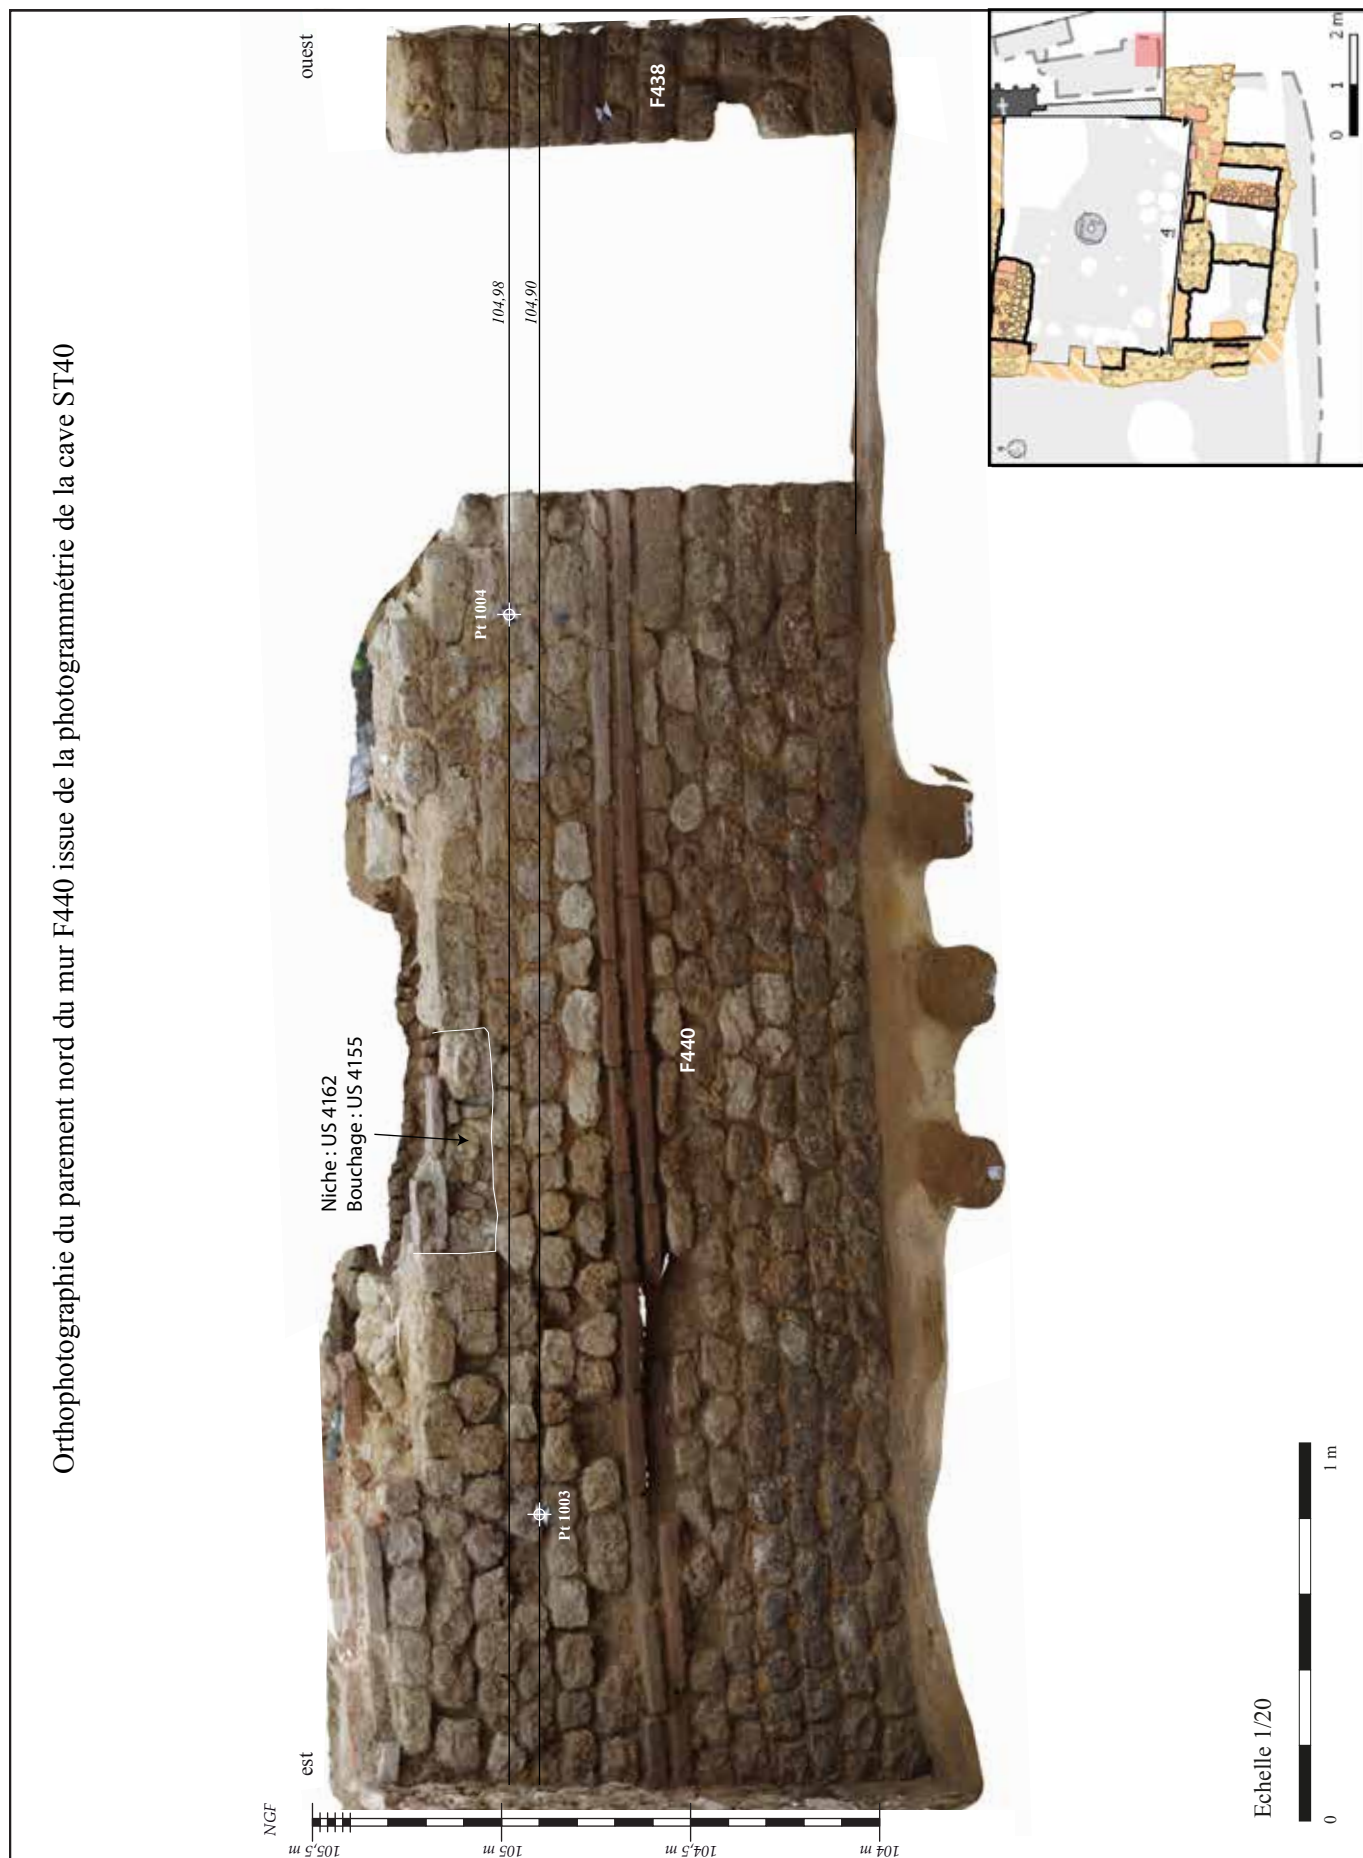 Orthophotographie du parement nord du mur F440 issue de la photogrammétrie de la cave ST40
est
ouest
NGF
105,5 m
105 m
104,5 m
104 m
104,98
104,90
Niche : US 4162
Bouchage : US 4155
Pt 1003
Pt 1004
F440
F438
Echelle 1/20
0
1 m
4
0
1
2 m